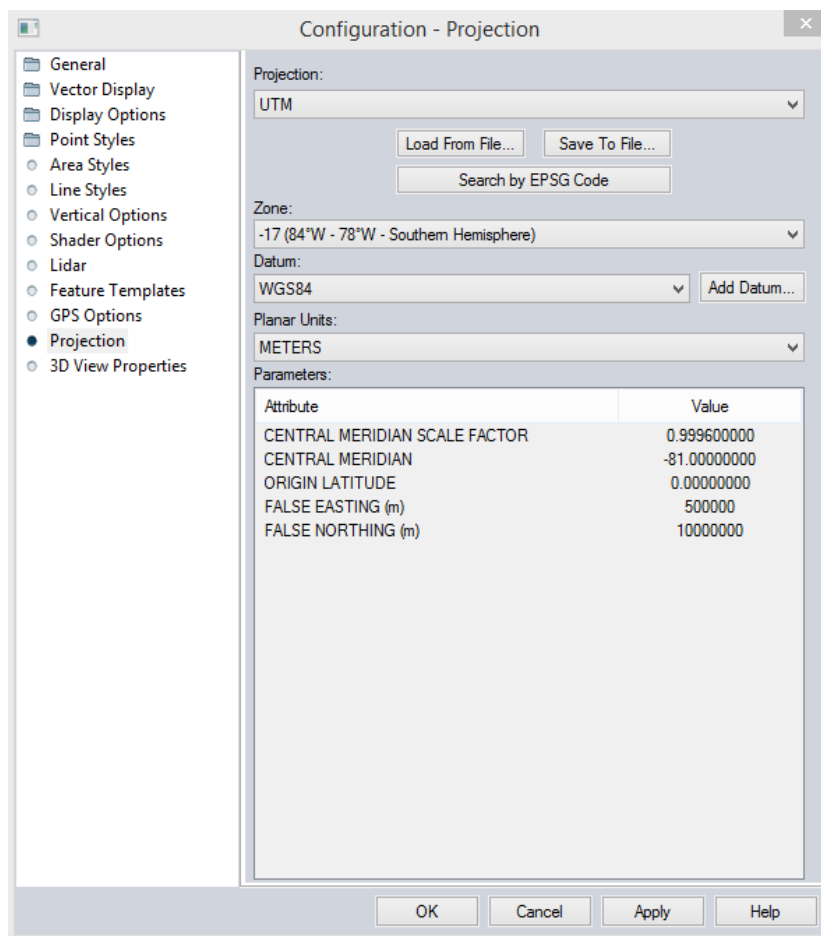 Configuration - Projection
General
Vector Display
Display Options
Point Styles
Area Styles
Line Styles
Vertical Options
Shader Options
Lidar
Feature Templates
GPS Options
Projection
3D View Properties
Projection:
UTM
Load From File... Save To File...
Search by EPSG Code
Zone:
-17 (84°W - 78°W - Southern Hemisphere)
Datum:
WGS84 Add Datum...
Planar Units:
METERS
Parameters:
Attribute Value
CENTRAL MERIDIAN SCALE FACTOR 0.999600000
CENTRAL MERIDIAN -81.00000000
ORIGIN LATITUDE 0.00000000
FALSE EASTING (m) 500000
FALSE NORTHING (m) 10000000
OK Cancel Apply Help